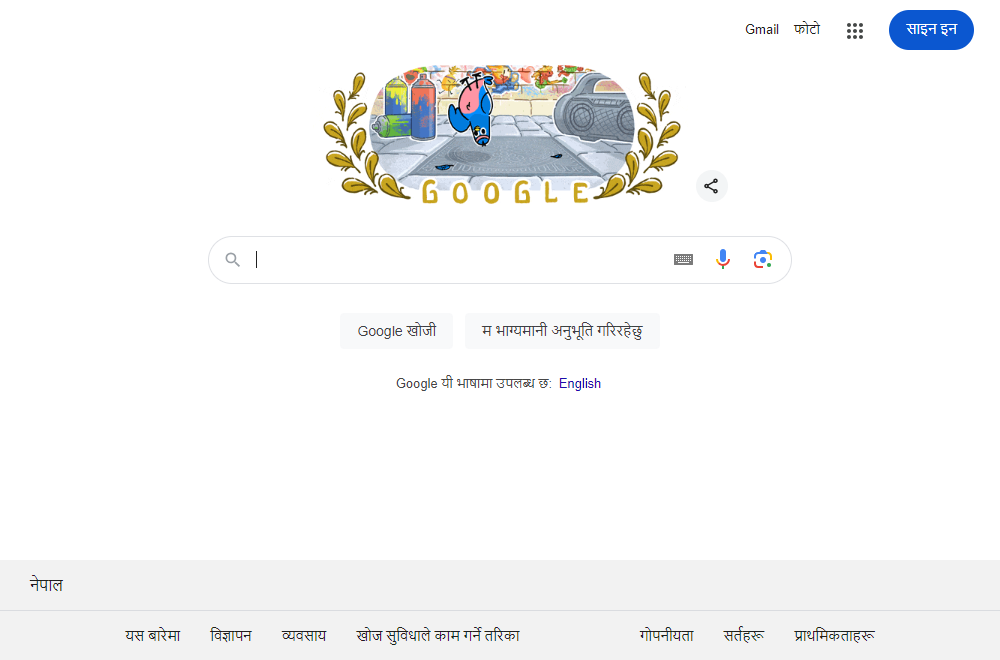 Gmail फोटो साइन इन
GOOGLE
Google खोजी म भाग्यमानी अनुभूति गरिरहेछु
Google यी भाषामा उपलब्ध छ: English
नेपाल
यस बारेमा विज्ञापन व्यवसाय खोज सुविधाले काम गर्ने तरिका गोपनीयता सर्तहरू प्राथमिकताहरू